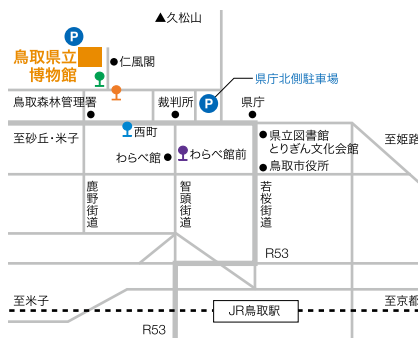 ▲久松山
P
鳥取県立
博物館
仁風閣
県庁北側駐車場
鳥取森林管理署
裁判所
P
県庁
至砂丘・米子
西町
県立図書館
とりぎん文化会館
至姫路
わらべ館
わらべ館前
鳥取市役所
鹿野街道
智頭街道
若桜街道
R53
至米子
JR鳥取駅
至京都
R53